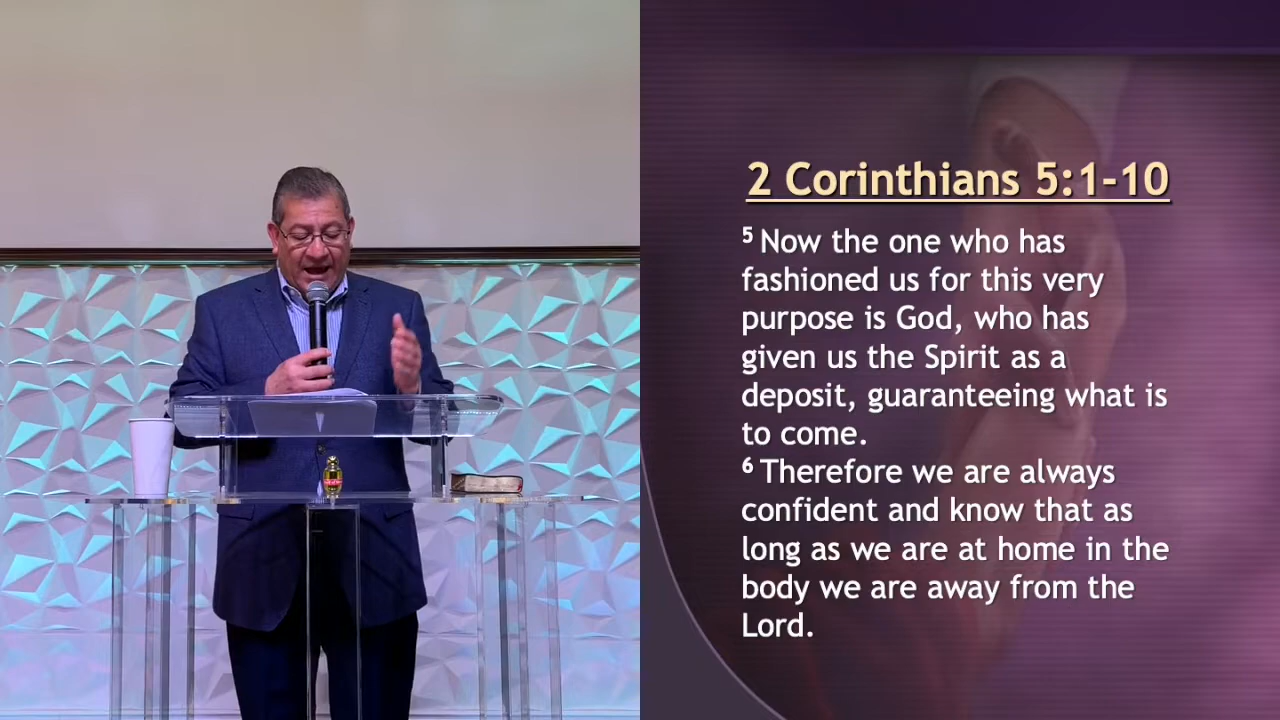 2 Corinthians 5:1-10
5 Now the one who has
fashioned us for this very
purpose is God, who has
given us the Spirit as a
deposit, guaranteeing what is
to come.
6 Therefore we are always
confident and know that as
long as we are at home in the
body we are away from the
Lord.